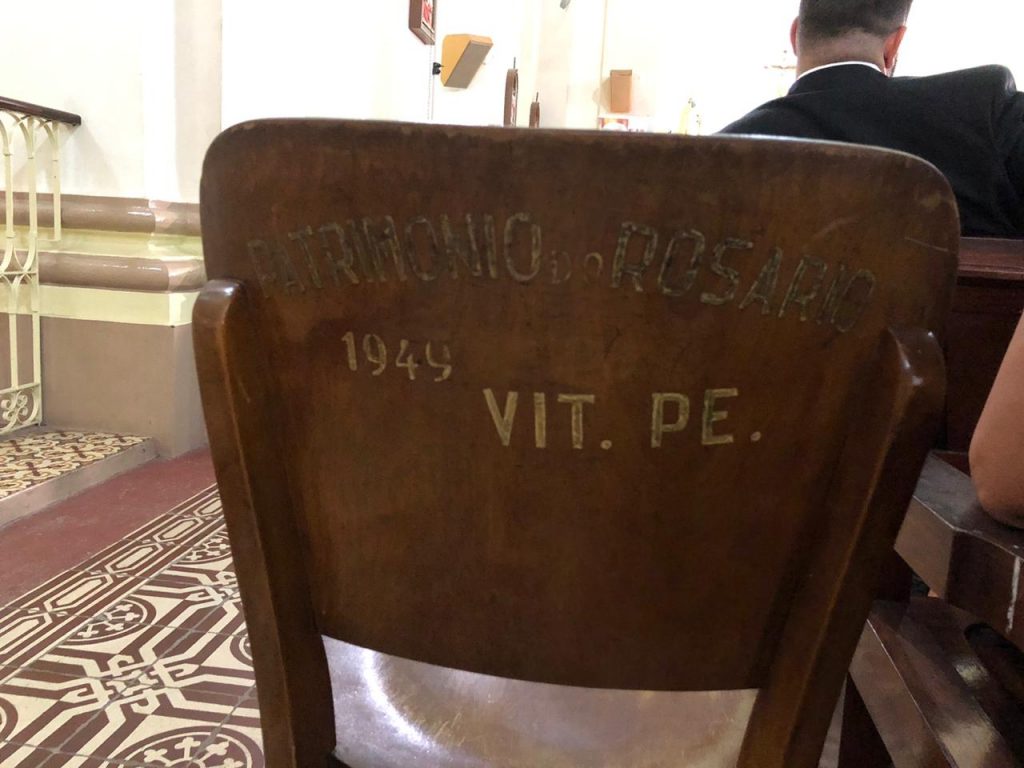 PATRIMONIO DO ROSARIO
1949
VIT. PE.